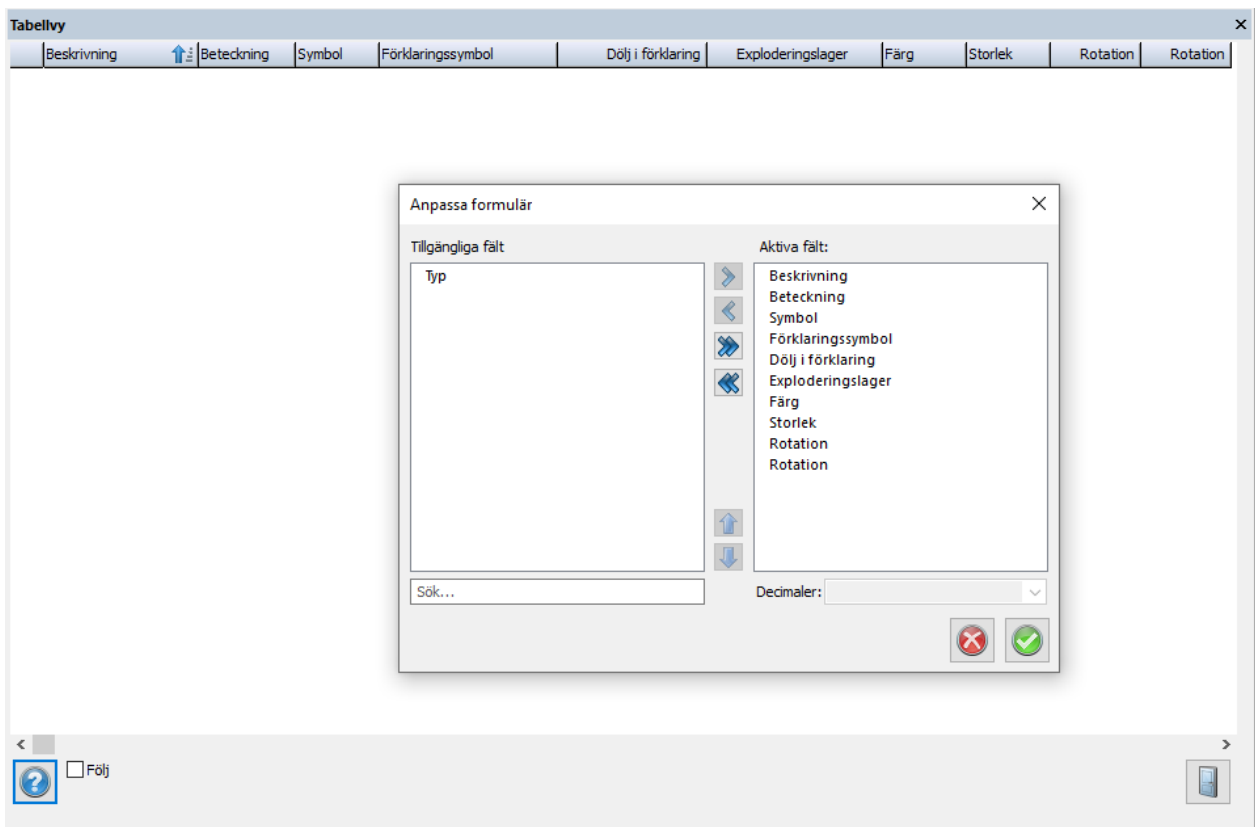 Tabellvy
Beskrivning Beteckning Symbol Förklaringssymbol Dölj i förklaring Exploderingslager Färg Storlek Rotation Rotation
Anpassa formulär
Tillgängliga fält
Aktiva fält:
Typ
Beskrivning
Beteckning
Symbol
Förklaringssymbol
Dölj i förklaring
Exploderingslager
Färg
Storlek
Rotation
Rotation
Sök...
Decimaler:
Följ